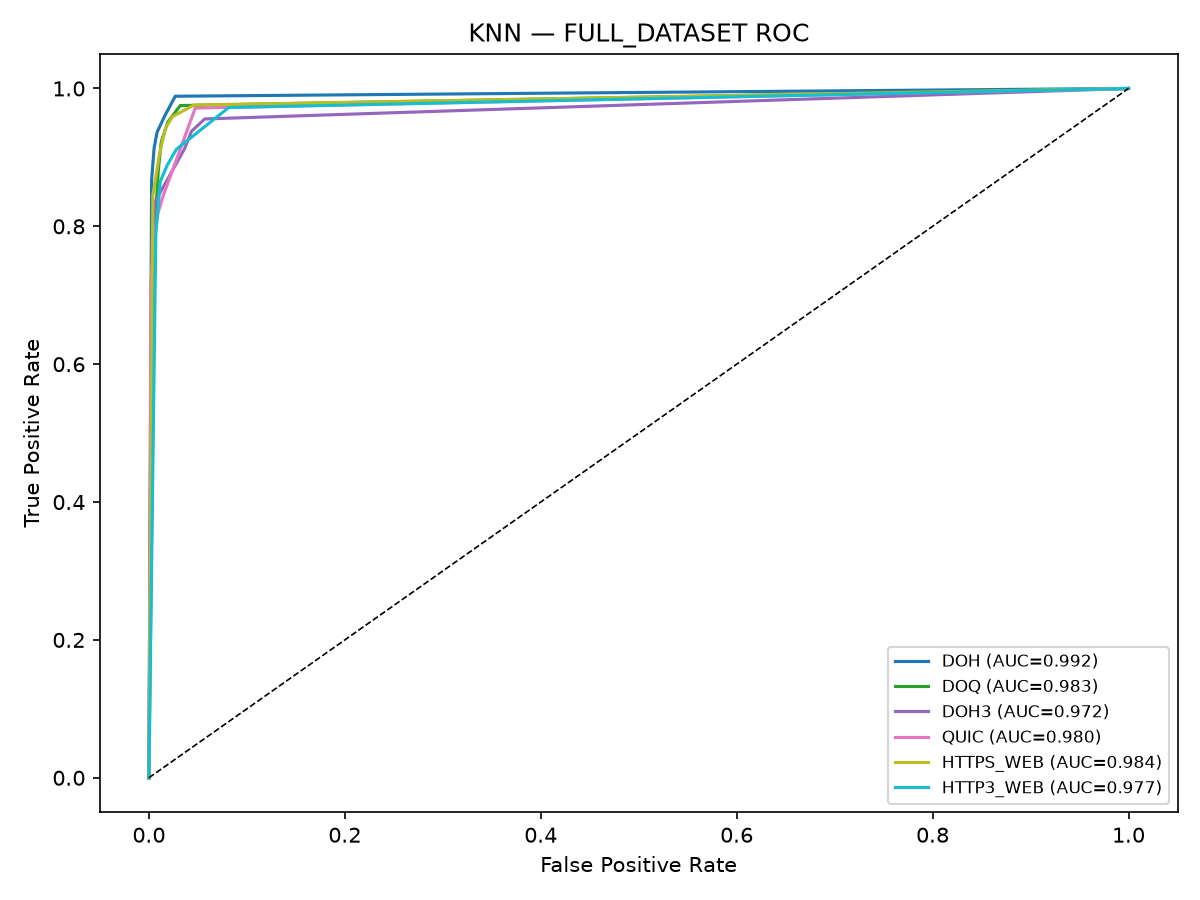 KNN — FULL_DATASET ROC
True Positive Rate
1.0
0.8
0.6
0.4
0.2
0.0
DOH (AUC=0.992)
DOQ (AUC=0.983)
DOH3 (AUC=0.972)
QUIC (AUC=0.980)
HTTPS_WEB (AUC=0.984)
HTTP3_WEB (AUC=0.977)
0.0 0.2 0.4 0.6 0.8 1.0
False Positive Rate